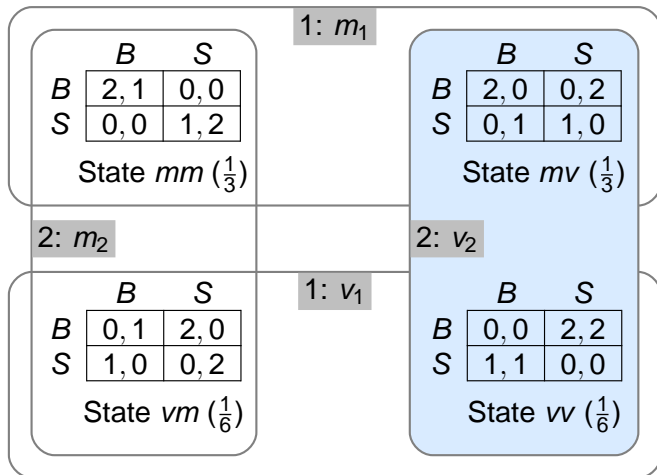 1: m₁
B S
B 2, 1 0, 0
S 0, 0 1, 2
State mm (1/3)
B S
B 2, 0 0, 2
S 0, 1 1, 0
State mv (1/3)
2: m₂
2: v₂
1: v₁
B S
B 0, 1 2, 0
S 1, 0 0, 2
State vm (1/6)
B S
B 0, 0 2, 2
S 1, 1 0, 0
State vv (1/6)